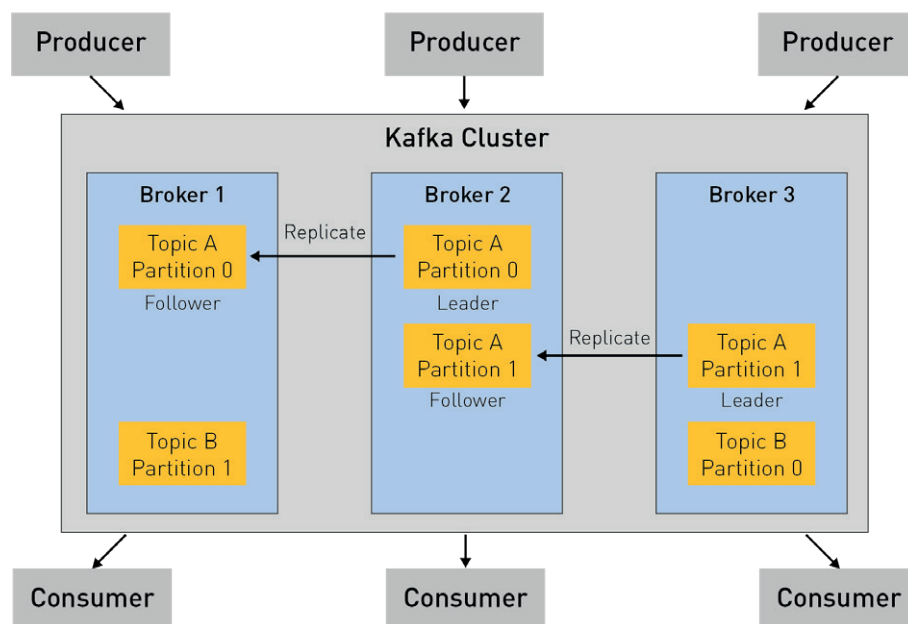 Producer
Producer
Producer
Kafka Cluster
Broker 1
Broker 2
Broker 3
Topic A
Partition 0
Follower
Replicate
Topic A
Partition 0
Leader
Topic A
Partition 1
Follower
Replicate
Topic A
Partition 1
Leader
Topic B
Partition 1
Topic B
Partition 0
Consumer
Consumer
Consumer